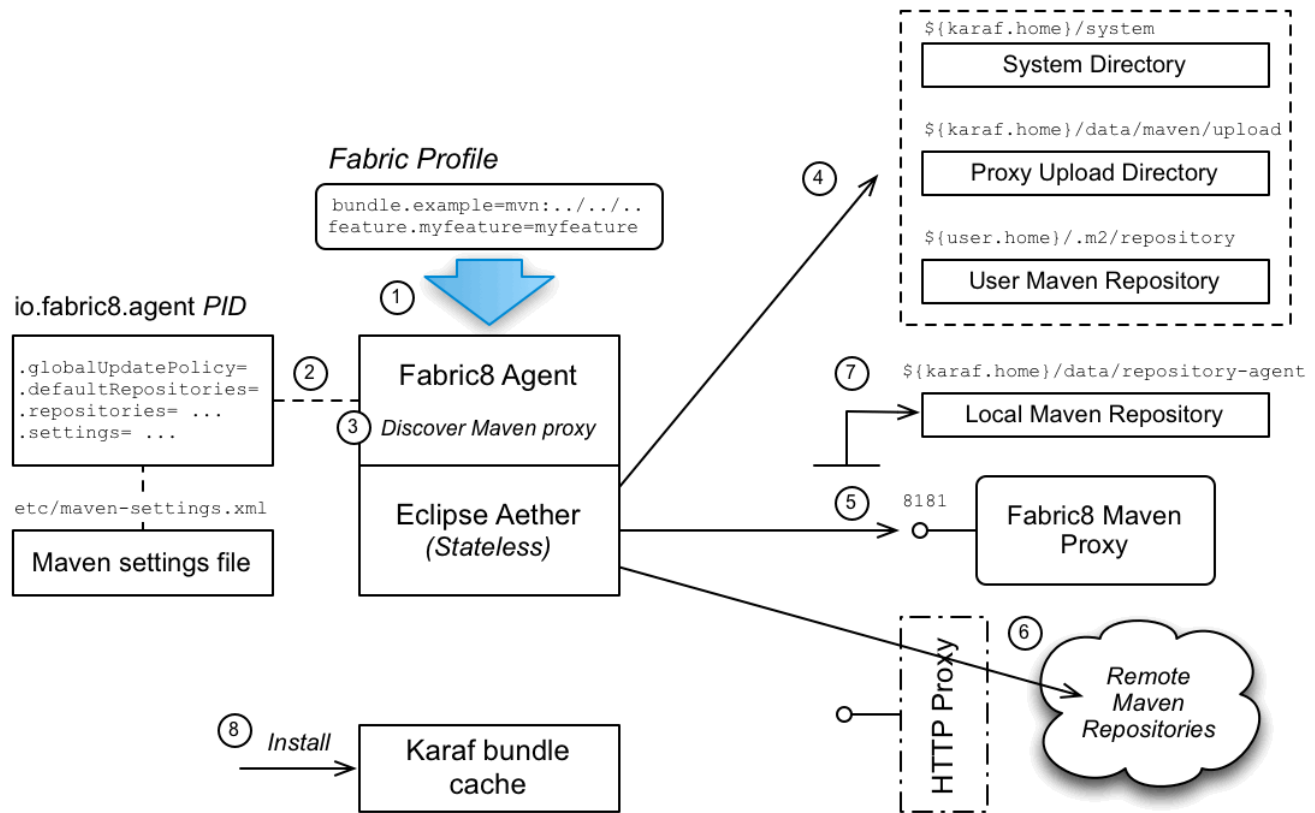 ${karaf.home}/system
System Directory
${karaf.home}/data/maven/upload
Proxy Upload Directory
${user.home}/.m2/repository
User Maven Repository
4
Fabric Profile
bundle.example=mvn:../../..
feature.myfeature=myfeature
1
io.fabric8.agent PID
.globalUpdatePolicy=
.defaultRepositories=
.repositories= ...
.settings= ...
2
Fabric8 Agent
3
Discover Maven proxy
7
${karaf.home}/data/repository-agent
Local Maven Repository
etc/maven-settings.xml
Maven settings file
Eclipse Aether
(Stateless)
5
8181
Fabric8 Maven
Proxy
6
HTTP Proxy
Remote
Maven
Repositories
8
Install
Karaf bundle
cache